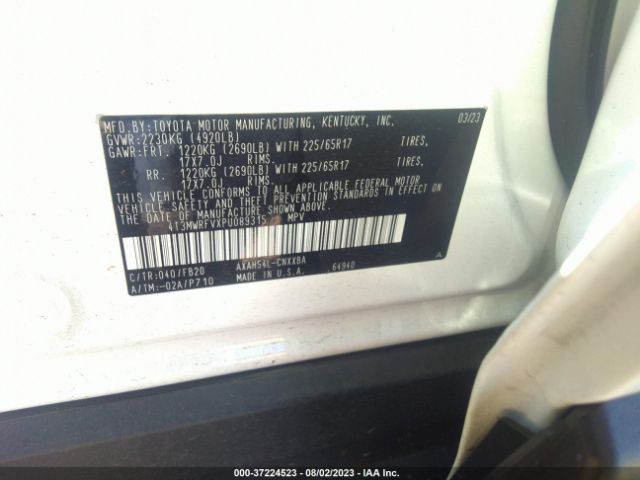 MFD.BY:TOYOTA MOTOR MANUFACTURING, KENTUCKY, INC. 03/23
GVWR:2230KG (4920LB)
GAWR:FRT. 1220KG (2690LB) WITH 225/65R17 TIRES,
17X7.0J RIMS.
RR. 1220KG (2690LB) WITH 225/65R17 TIRES,
17X7.0J RIMS.
THIS VEHICLE CONFORMS TO ALL APPLICABLE FEDERAL MOTOR
VEHICLE SAFETY AND THEFT PREVENTION STANDARDS IN EFFECT ON
THE DATE OF MANUFACTURE SHOWN ABOVE.
4T3MWRFVXPU089315 MPV
C/TR:040/FB20 AXAH54L-CNXXBA 64940 A
A/TM:-02A/P710 MADE IN U.S.A.
000-37224523 - 08/02/2023 - IAA Inc.